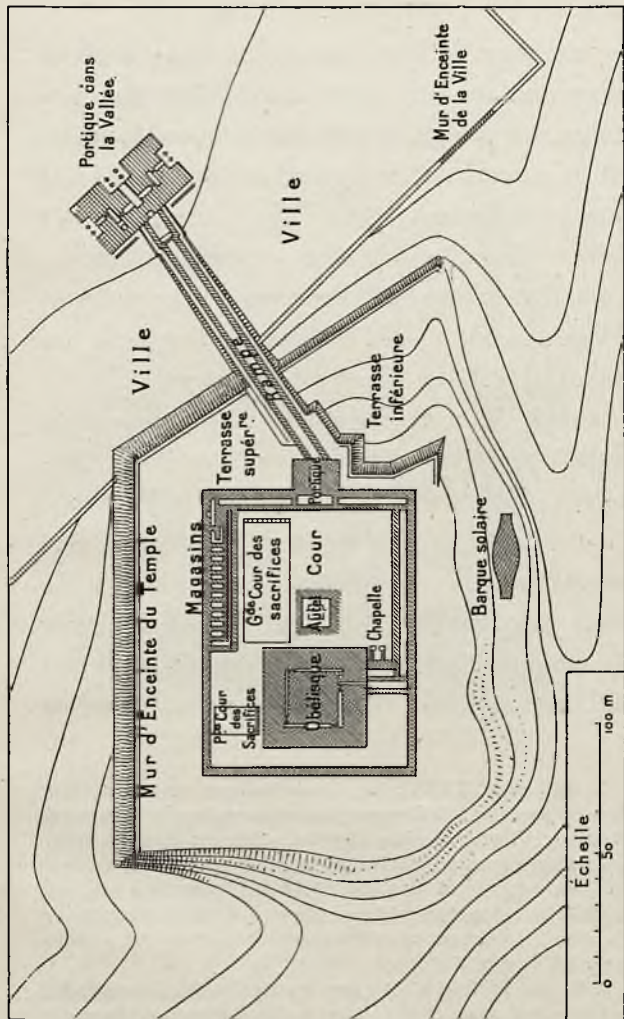 Portique dans
la Vallée.
Ville
Ville
Mur d'Enceinte
de la Ville
Rampe
Terrasse
supérre.
Terrasse
inférieure
Mur d'Enceinte du Temple
Magasins
Portique
Gde Cour des
sacrifices
Cour
Autel
Pte Cour
des
Sacrifices
Obélisque
Chapelle
Barque solaire
Échelle
0 50 100 m